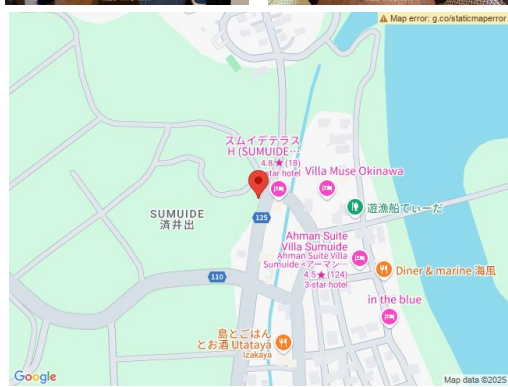 Map error: g.co/staticmaperror
スムイデテラス
H (SUMUIDE…
4.8★(18)
3-star hotel
Villa Muse Okinawa
遊漁船てぃーだ
SUMUIDE
済井出
125
Ahman Suite
Villa Sumuide
Ahman Suite Villa
Sumuide <アーマン…
4.5★(124)
3-star hotel
Diner & marine 海風
110
in the blue
島とごはん
とお酒 Utataya
Izakaya
Google
Map data ©2025